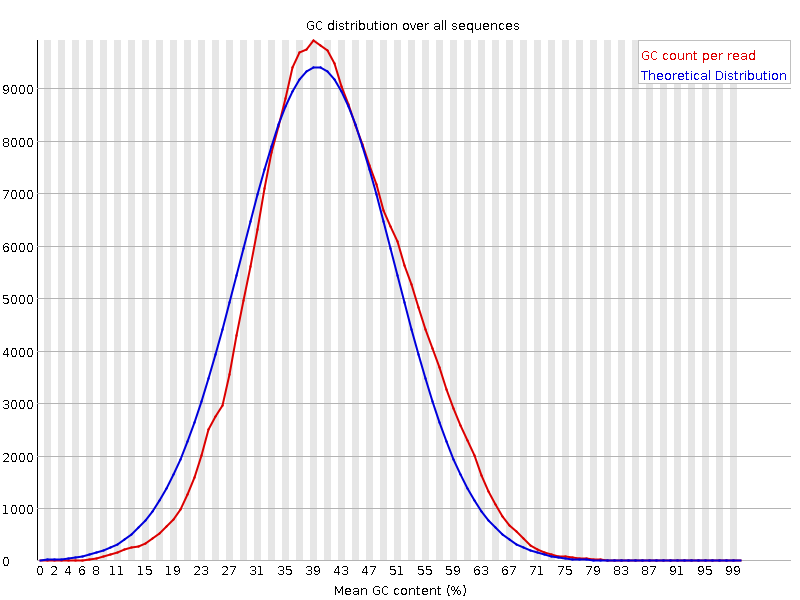 GC distribution over all sequences
GC count per read
Theoretical Distribution
9000
8000
7000
6000
5000
4000
3000
2000
1000
0
0 2 4 6 8 11 15 19 23 27 31 35 39 43 47 51 55 59 63 67 71 75 79 83 87 91 95 99
Mean GC content (%)